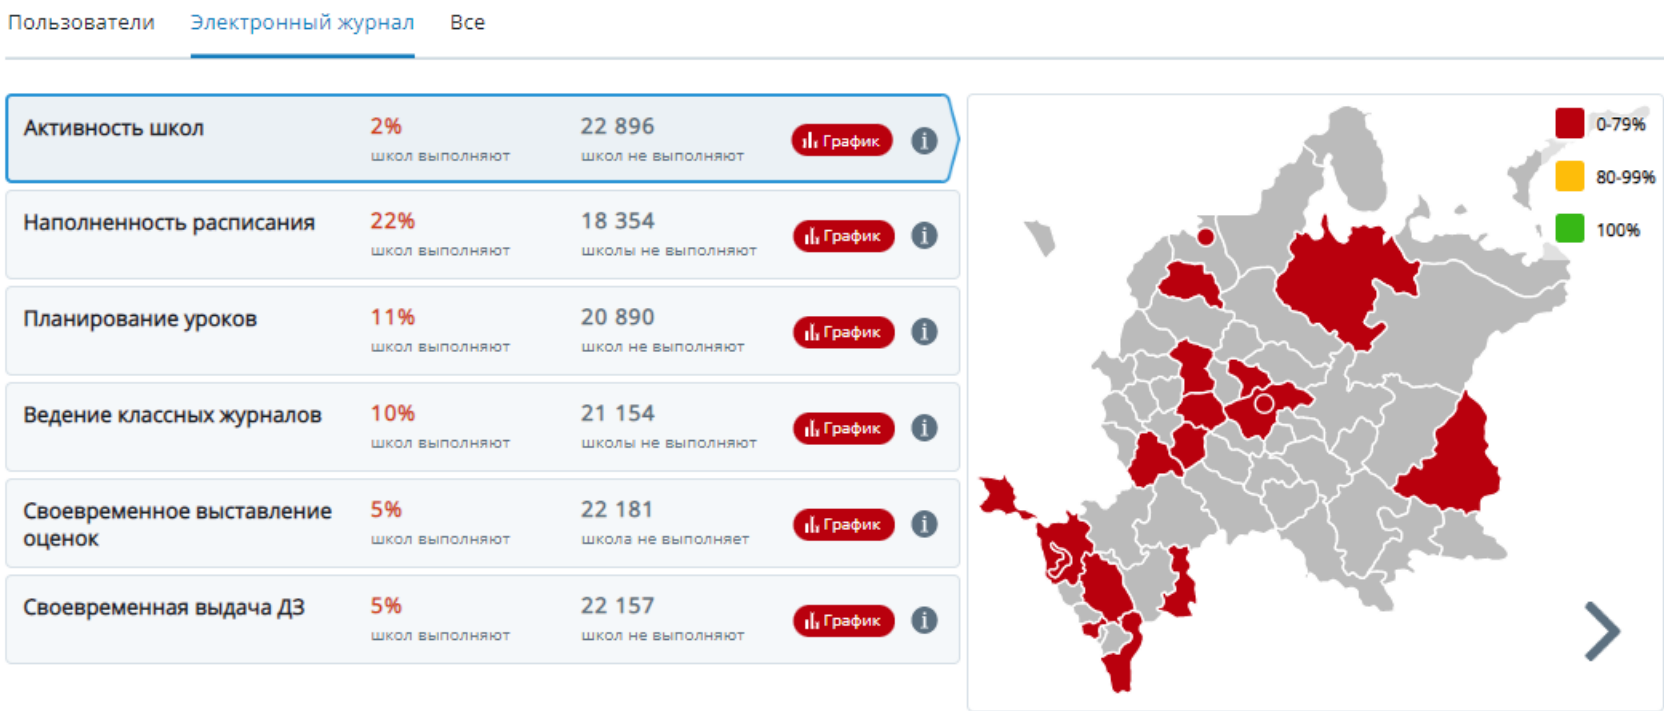 Пользователи Электронный журнал Все
Активность школ 2% 22 896 График
школ выполняют школ не выполняют
Наполненность расписания 22% 18 354 График
школ выполняют школы не выполняют
Планирование уроков 11% 20 890 График
школ выполняют школ не выполняют
Ведение классных журналов 10% 21 154 График
школ выполняют школы не выполняют
Своевременное выставление 5% 22 181 График
оценок школ выполняют школа не выполняет
Своевременная выдача ДЗ 5% 22 157 График
школ выполняют школ не выполняют
0-79%
80-99%
100%